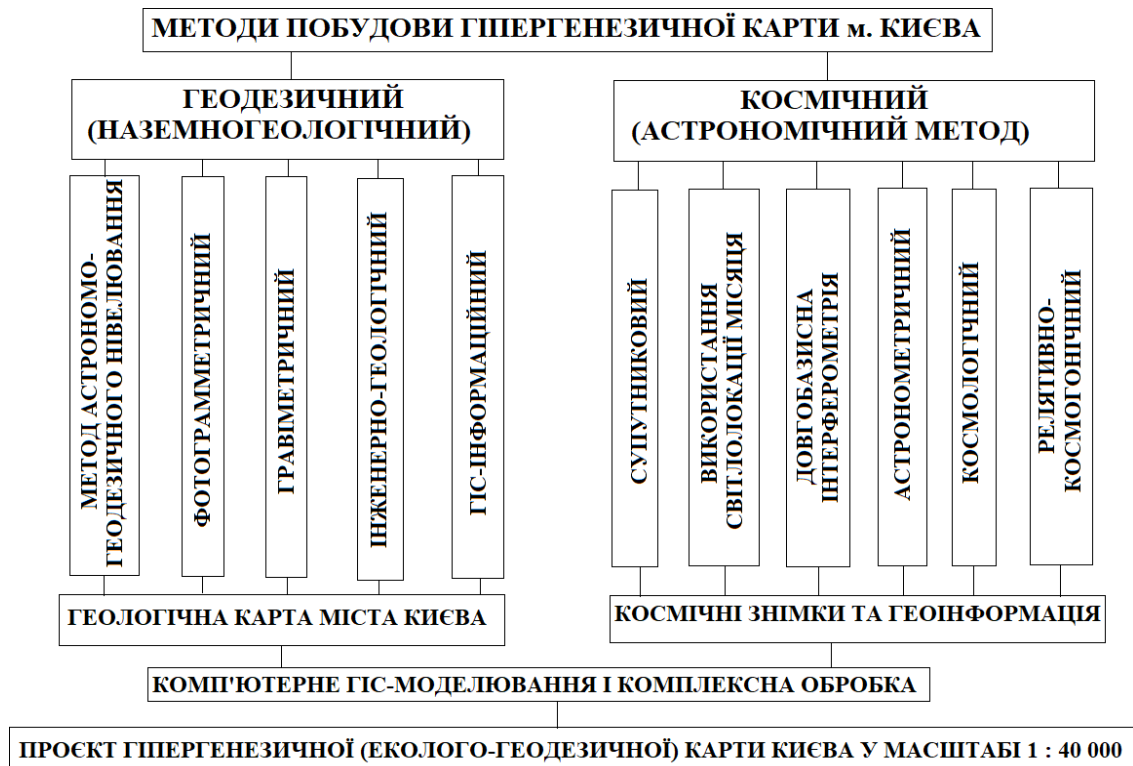 МЕТОДИ ПОБУДОВИ ГІПЕРГЕНЕЗИЧНОЇ КАРТИ м. КИЄВА
ГЕОДЕЗИЧНИЙ
(НАЗЕМНОГЕОЛОГІЧНИЙ)
КОСМІЧНИЙ
(АСТРОНОМІЧНИЙ МЕТОД)
МЕТОД АСТРОНОМО-
ГЕОДЕЗИЧНОГО НІВЕЛЮВАННЯ
ФОТОГРАММЕТРИЧНИЙ
ГРАВІМЕТРИЧНИЙ
ІНЖЕНЕРНО-ГЕОЛОГІЧНИЙ
ГІС-ІНФОРМАЦІЙНИЙ
СУПУТНИКОВИЙ
ВИКОРИСТАННЯ
СВІТЛОЛОКАЦІЇ МІСЯЦЯ
ДОВГОБАЗИСНА
ІНТЕРФЕРОМЕТРІЯ
АСТРОНОМЕТРИЧНИЙ
КОСМОЛОГІЧНИЙ
РЕЛЯТИВНО-
КОСМОГОНІЧНИЙ
ГЕОЛОГІЧНА КАРТА МІСТА КИЄВА
КОСМІЧНІ ЗНІМКИ ТА ГЕОІНФОРМАЦІЯ
КОМП'ЮТЕРНЕ ГІС-МОДЕЛЮВАННЯ І КОМПЛЕКСНА ОБРОБКА
ПРОЄКТ ГІПЕРГЕНЕЗИЧНОЇ (ЕКОЛОГО-ГЕОДЕЗИЧНОЇ) КАРТИ КИЄВА У МАСШТАБІ 1 : 40 000